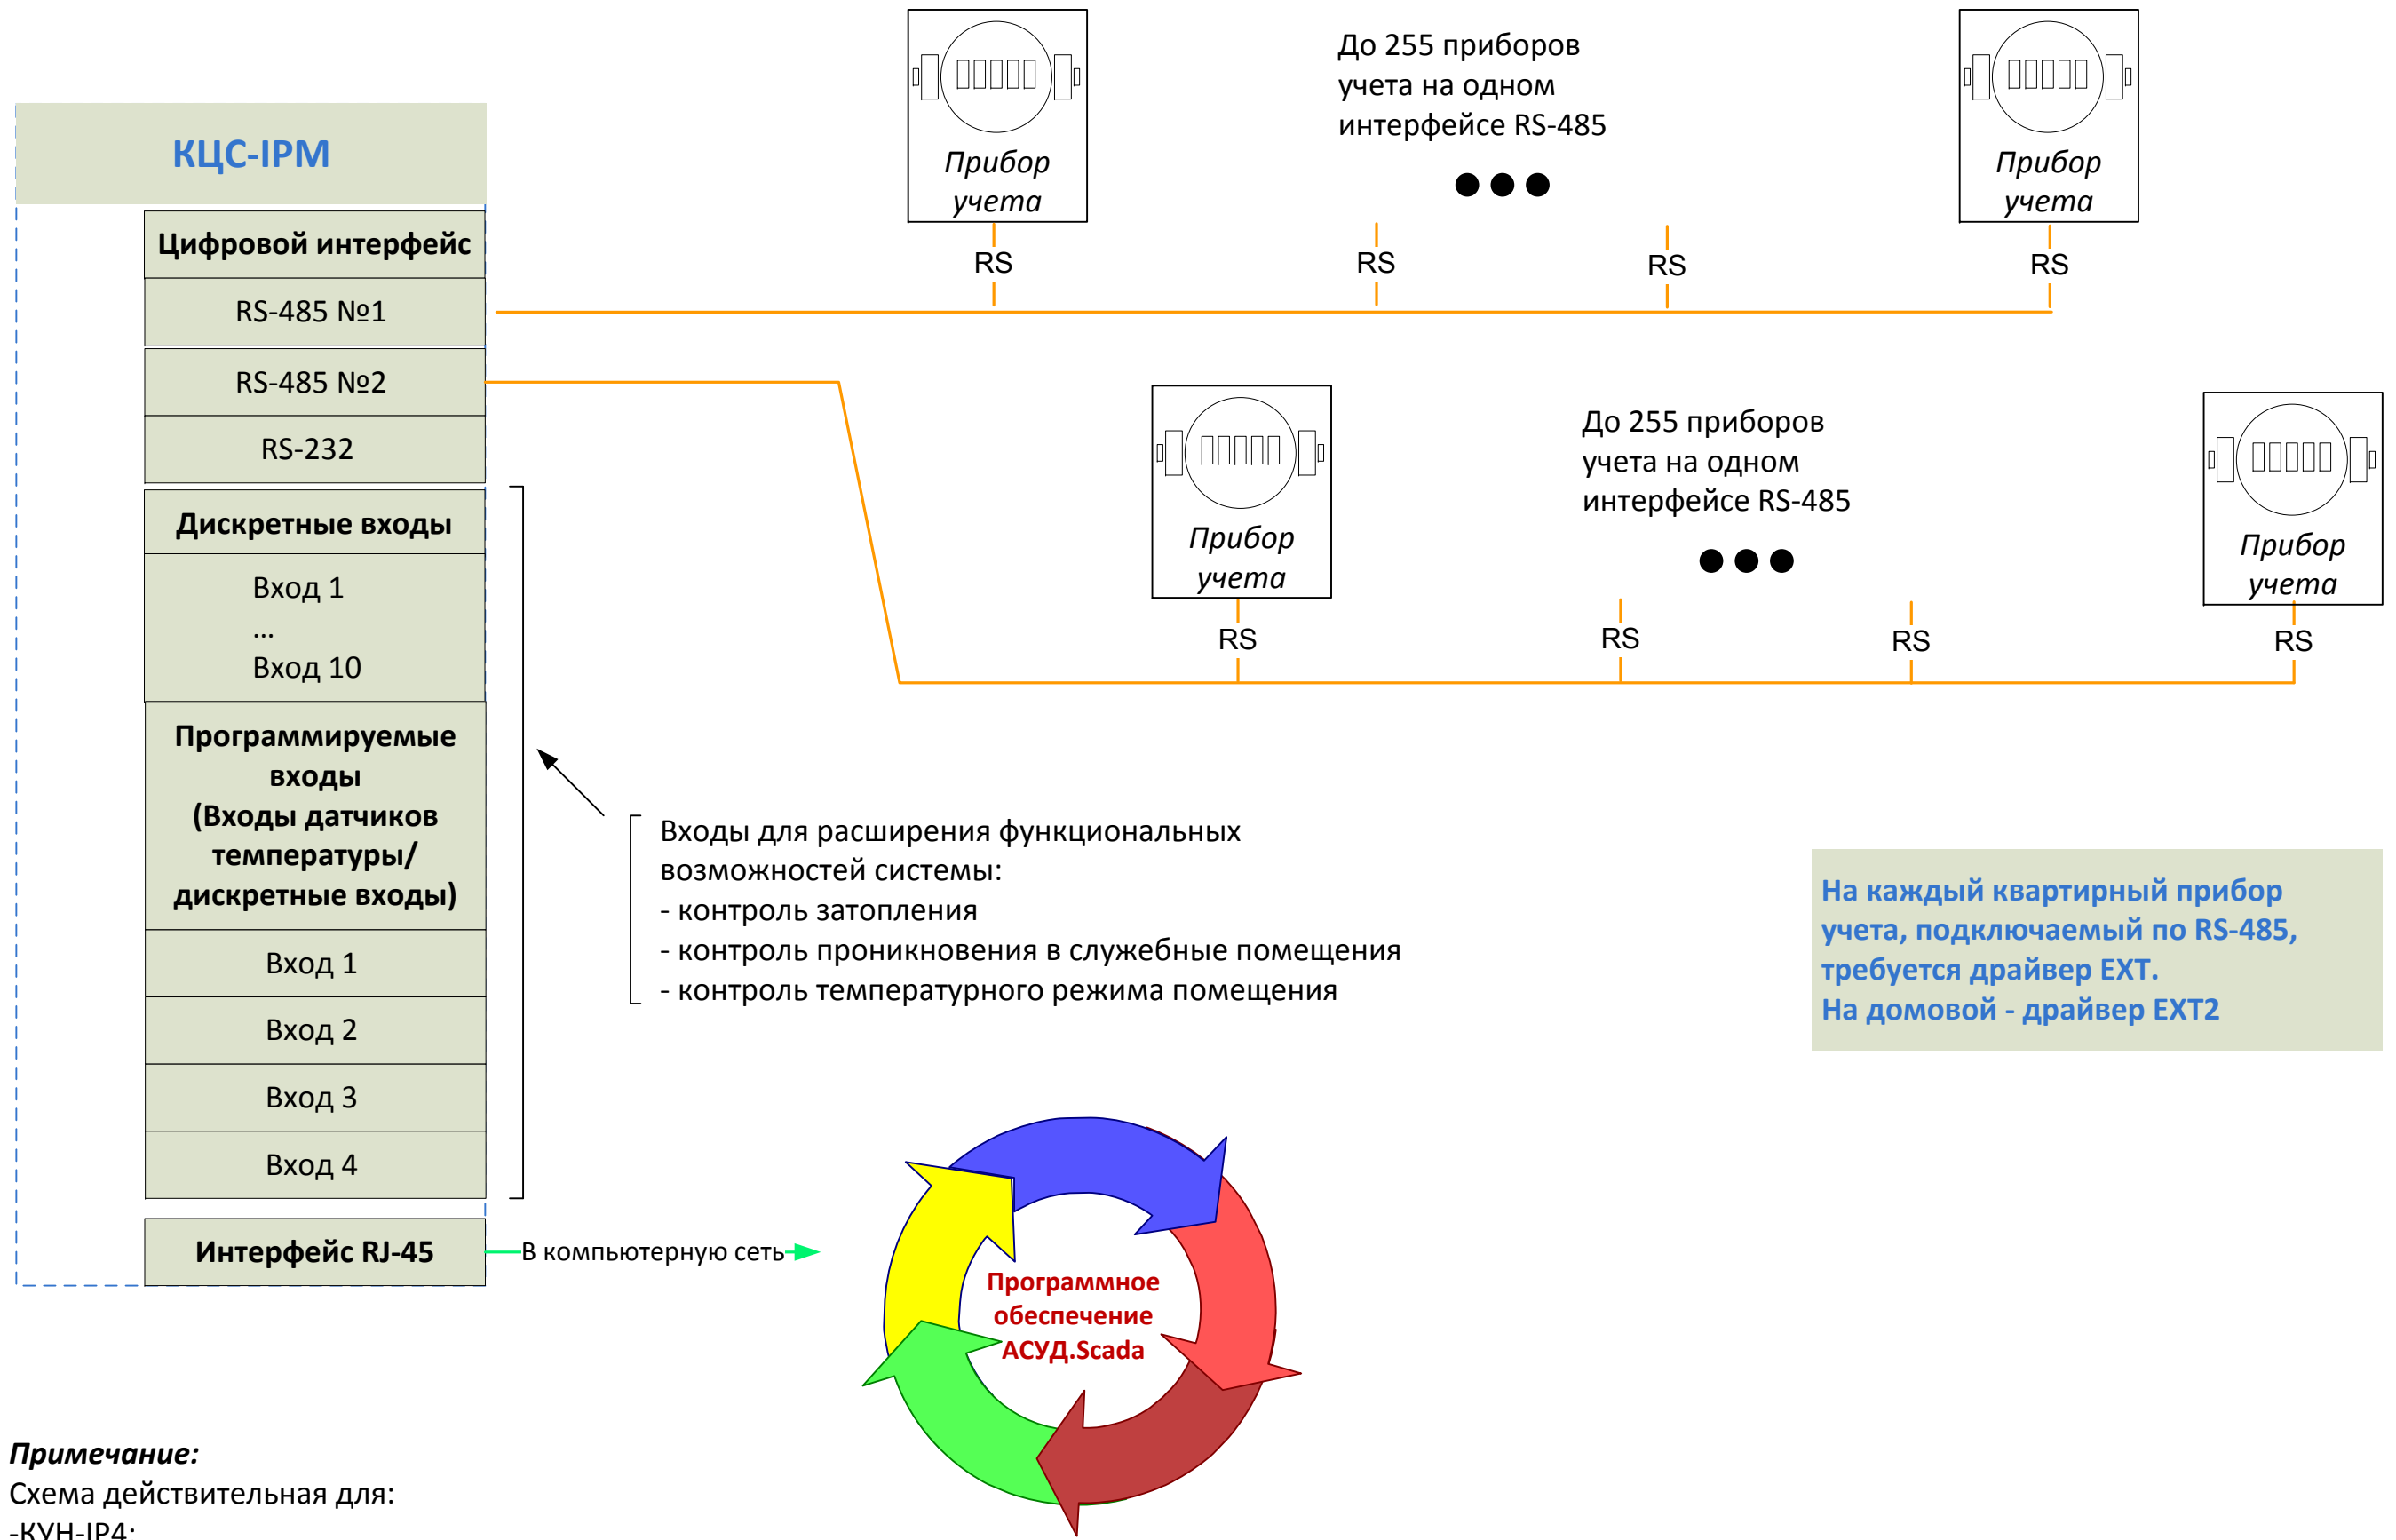 КЦС-IPM
Цифровой интерфейс
RS-485 №1
RS-485 №2
RS-232
Дискретные входы
Вход 1
...
Вход 10
Программируемые
входы
(Входы датчиков
температуры/
дискретные входы)
Вход 1
Вход 2
Вход 3
Вход 4
Интерфейс RJ-45
В компьютерную сеть
Прибор
учета
До 255 приборов
учета на одном
интерфейсе RS-485
Прибор
учета
RS
RS
RS
RS
Прибор
учета
До 255 приборов
учета на одном
интерфейсе RS-485
Прибор
учета
RS
RS
RS
RS
Входы для расширения функциональных
возможностей системы:
- контроль затопления
- контроль проникновения в служебные помещения
- контроль температурного режима помещения
На каждый квартирный прибор
учета, подключаемый по RS-485,
требуется драйвер EXT.
На домовой - драйвер EXT2
Программное
обеспечение
АСУД.Scada
Примечание:
Схема действительная для:
-КУН-IP4;